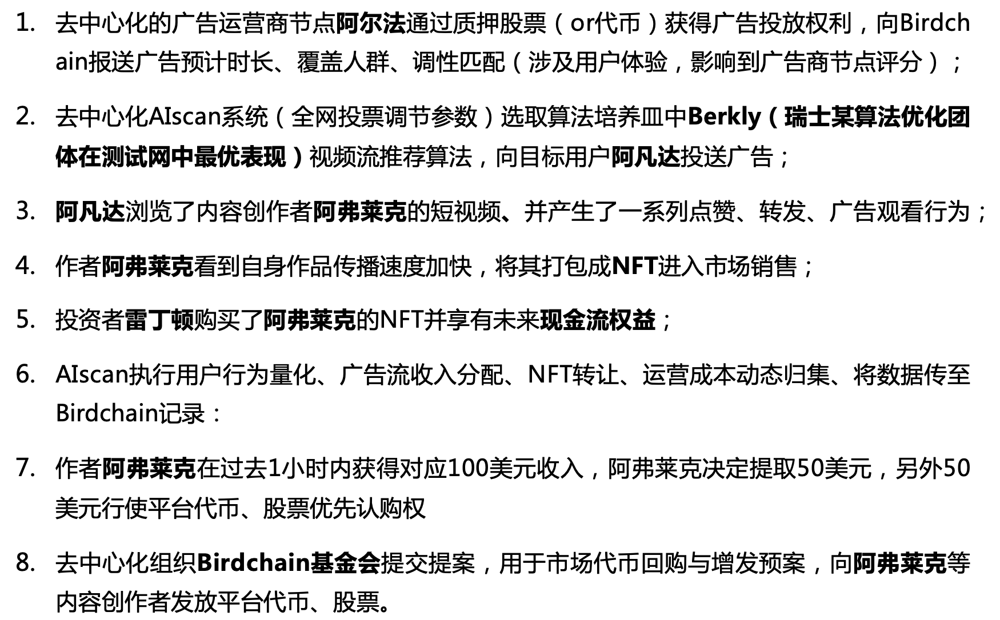 1. 去中心化的广告运营商节点阿尔法通过质押股票（or代币）获得广告投放权利，向Birdch
ain报送广告预计时长、覆盖人群、调性匹配（涉及用户体验，影响到广告商节点评分）；
2. 去中心化AIscan系统（全网投票调节参数）选取算法培养皿中Berkly（瑞士某算法优化团
体在测试网中最优表现）视频流推荐算法，向目标用户阿凡达投送广告；
3. 阿凡达浏览了内容创作者阿弗莱克的短视频、并产生了一系列点赞、转发、广告观看行为；
4. 作者阿弗莱克看到自身作品传播速度加快，将其打包成NFT进入市场销售；
5. 投资者雷丁顿购买了阿弗莱克的NFT并享有未来现金流权益；
6. AIscan执行用户行为量化、广告流收入分配、NFT转让、运营成本动态归集、将数据传至
Birdchain记录：
7. 作者阿弗莱克在过去1小时内获得对应100美元收入，阿弗莱克决定提取50美元，另外50
美元行使平台代币、股票优先认购权
8. 去中心化组织Birdchain基金会提交提案，用于市场代币回购与增发预案，向阿弗莱克等
内容创作者发放平台代币、股票。